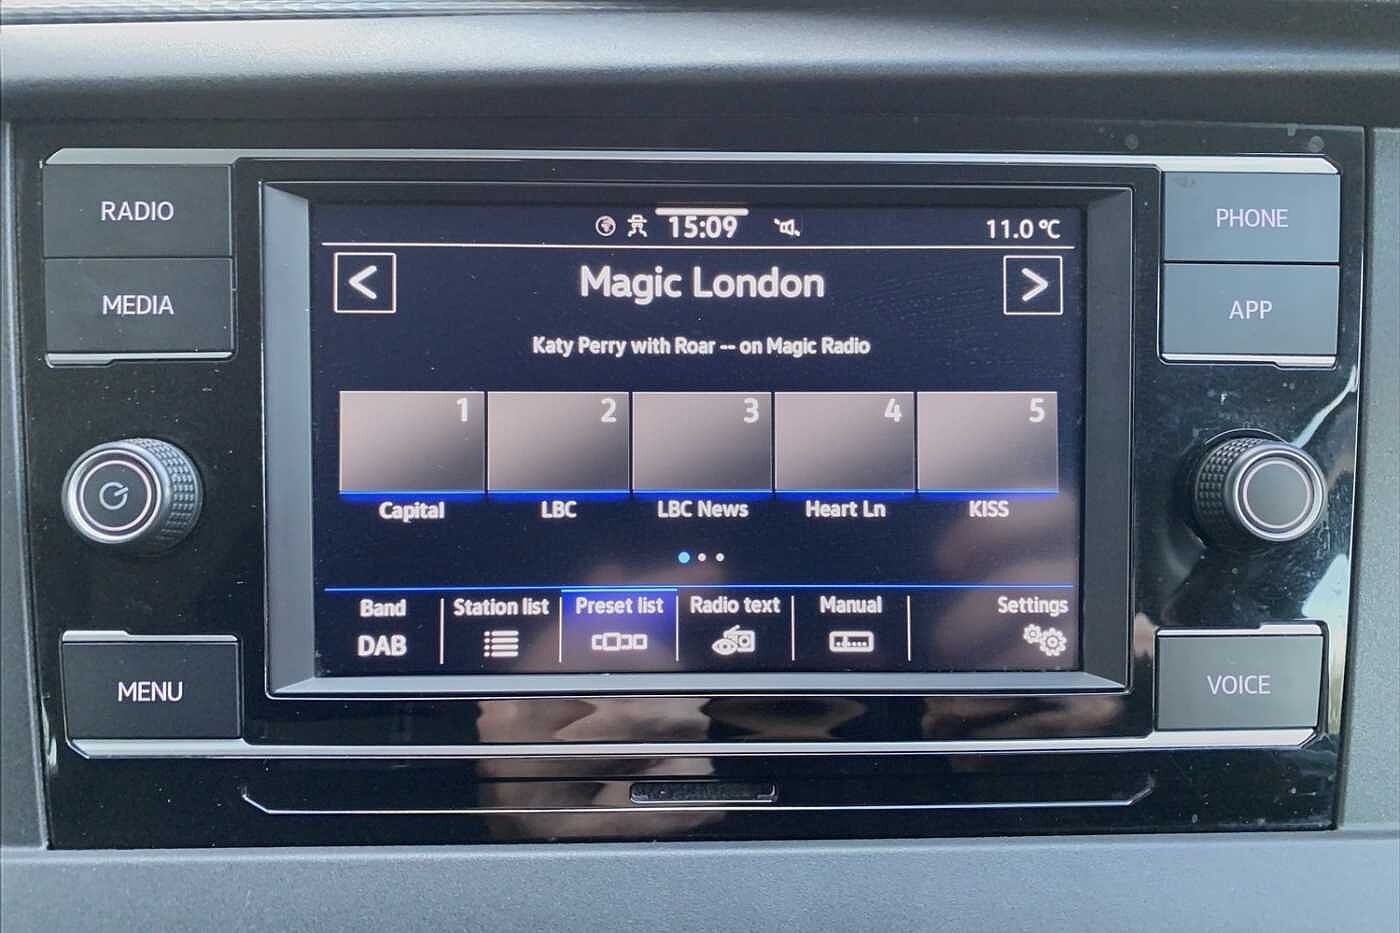 RADIO
MEDIA
MENU
15:09
11.0 °C
<
Magic London
>
Katy Perry with Roar -- on Magic Radio
1 2 3 4 5
Capital LBC LBC News Heart Ln KISS
Band Station list Preset list Radio text Manual Settings
DAB
PHONE
APP
VOICE